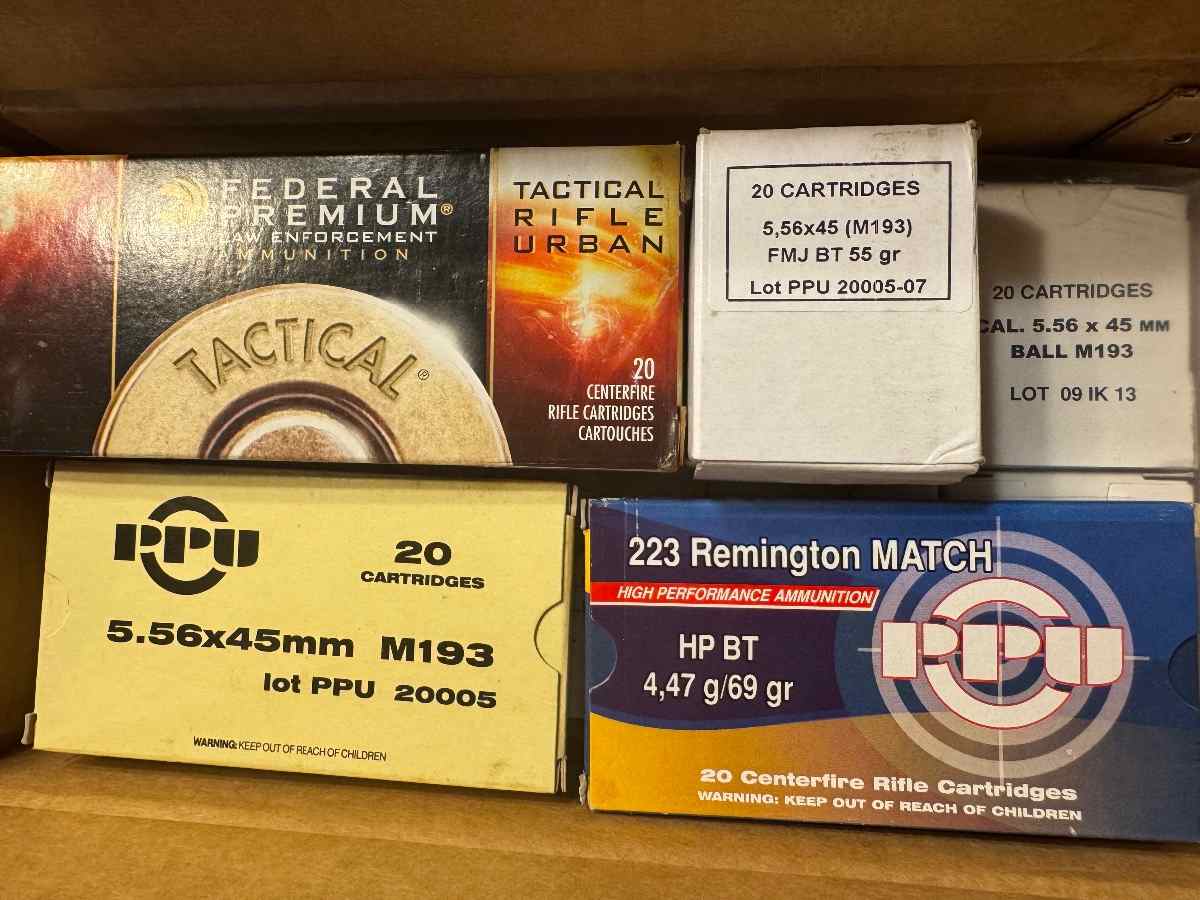 FEDERAL
PREMIUM®
LAW ENFORCEMENT
AMMUNITION
TACTICAL®
TACTICAL
RIFLE
URBAN
20
CENTERFIRE
RIFLE CARTRIDGES
CARTOUCHES
20 CARTRIDGES
5,56x45 (M193)
FMJ BT 55 gr
Lot PPU 20005-07
20 CARTRIDGES
CAL. 5.56 x 45 MM
BALL M193
LOT 09 IK 13
PPU
20
CARTRIDGES
5.56x45mm M193
lot PPU 20005
WARNING: KEEP OUT OF REACH OF CHILDREN
223 Remington MATCH
HIGH PERFORMANCE AMMUNITION
HP BT
4,47 g/69 gr
PPU
20 Centerfire Rifle Cartridges
WARNING: KEEP OUT OF REACH OF CHILDREN